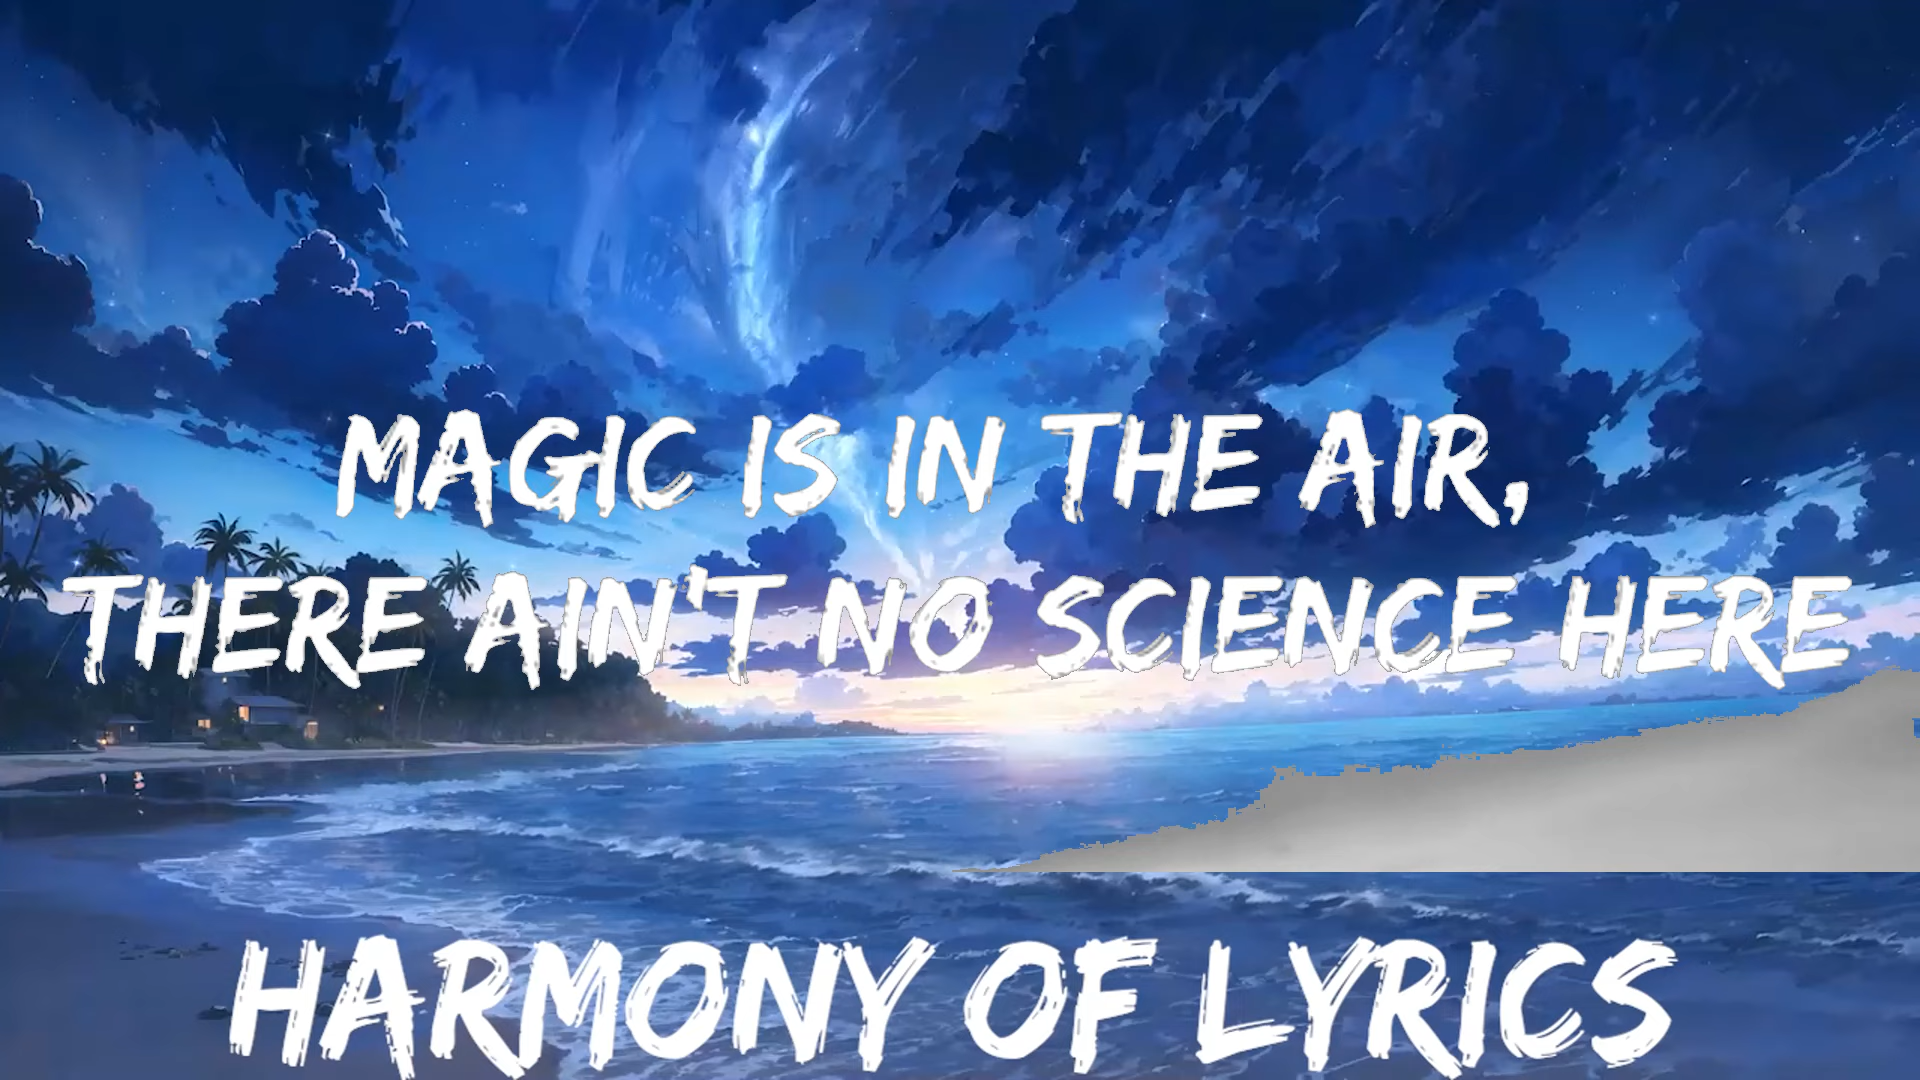 MAGIC IS IN THE AIR,
THERE AIN'T NO SCIENCE HERE
HARMONY OF LYRICS